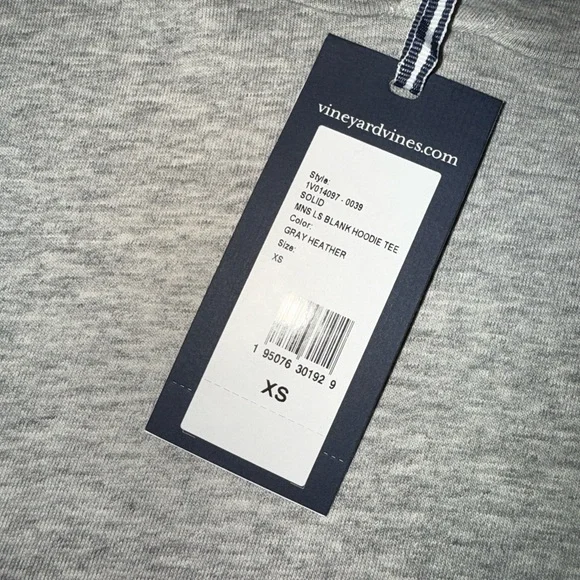 vineyardvines.com
Style:
1V014097 - 0039
SOLID
MNS LS BLANK HOODIE TEE
Color:
GRAY HEATHER
Size:
XS
1 95076 30192 9
XS